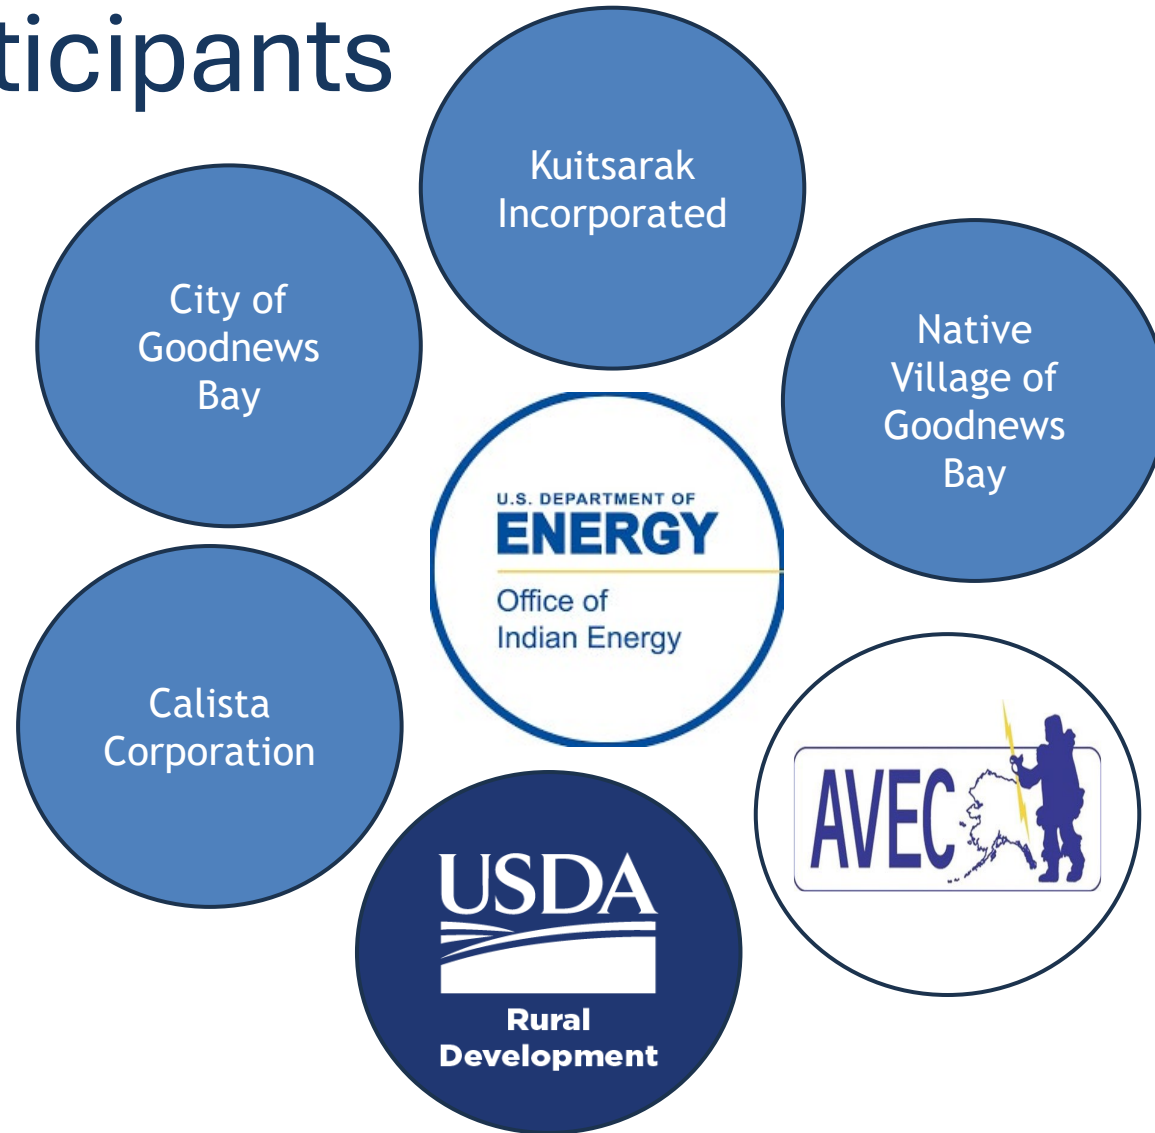 ticipants
Kuitsarak
Incorporated
City of
Goodnews
Bay
Native
Village of
Goodnews
Bay
U.S. DEPARTMENT OF
ENERGY
Office of
Indian Energy
Calista
Corporation
AVEC
USDA
Rural
Development